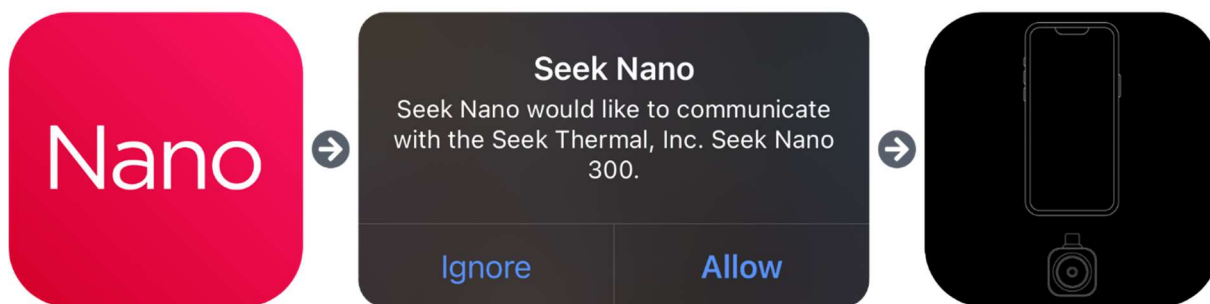 Nano
Seek Nano
Seek Nano would like to communicate
with the Seek Thermal, Inc. Seek Nano
300.
Ignore
Allow